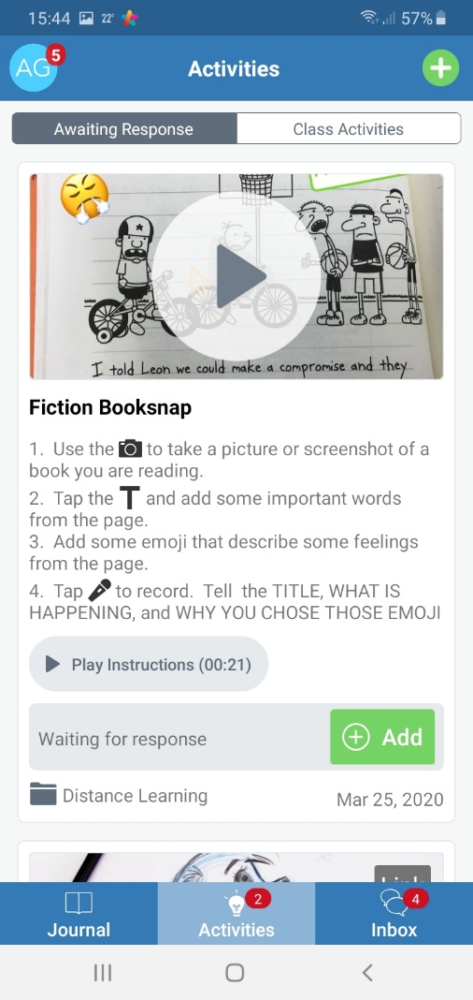 15:44 22° 57%
AG 5 Activities
Awaiting Response Class Activities
I told Leon we could make a compromise and they
Fiction Booksnap
1. Use the to take a picture or screenshot of a
book you are reading.
2. Tap the T and add some important words
from the page.
3. Add some emoji that describe some feelings
from the page.
4. Tap to record. Tell the TITLE, WHAT IS
HAPPENING, and WHY YOU CHOSE THOSE EMOJI
Play Instructions (00:21)
Waiting for response Add
Distance Learning Mar 25, 2020
2 4
Journal Activities Inbox